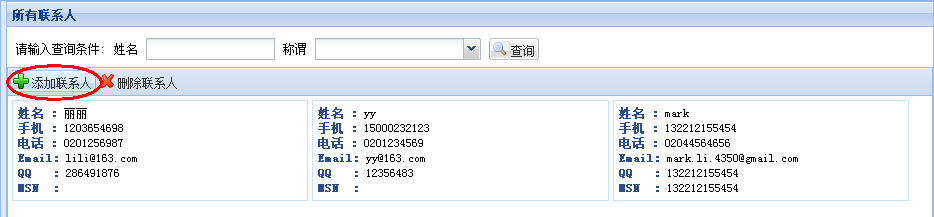 所有联系人
请输入查询条件: 姓名 称谓 查询
添加联系人 删除联系人
姓名 : 丽丽
手机 : 1203654698
电话 : 0201256987
Email: lili@163.com
QQ : 286491876
MSN :
姓名 : yy
手机 : 15000232123
电话 : 0201234569
Email: yy@163.com
QQ : 12356483
MSN :
姓名 : mark
手机 : 132212155454
电话 : 02044564656
Email: mark.li.4350@gmail.com
QQ : 132212155454
MSN : 132212155454